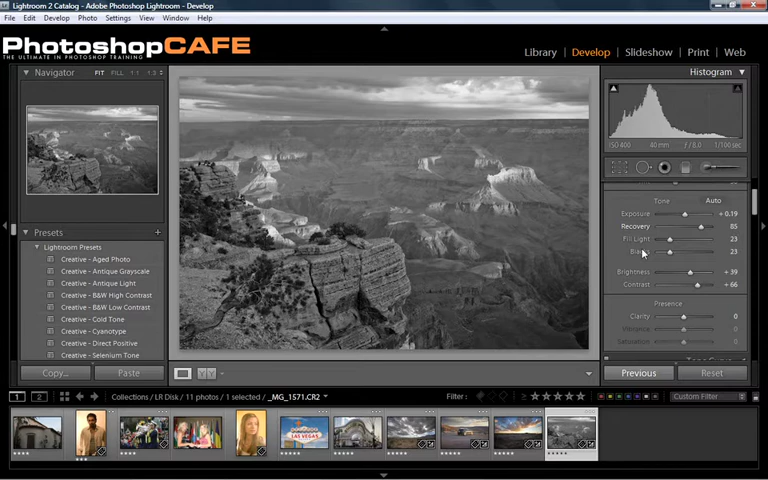 Lightroom 2 Catalog - Adobe Photoshop Lightroom - Develop
File Edit Develop Photo Settings View Window Help
PhotoshopCAFE
THE ULTIMATE IN PHOTOSHOP TRAINING
Library Develop Slideshow Print Web
Navigator FIT FILL 1:1 1:3
Histogram
ISO 400 40 mm F / 8.0 1/100 sec
Tone Auto
Exposure + 0.19
Recovery 85
Fill Light 23
Blacks 23
Brightness + 39
Contrast + 66
Presence
Clarity 0
Vibrance 0
Saturation 0
Presets +
Lightroom Presets
Creative - Aged Photo
Creative - Antique Grayscale
Creative - Antique Light
Creative - B&W High Contrast
Creative - B&W Low Contrast
Creative - Cold Tone
Creative - Cyanotype
Creative - Direct Positive
Creative - Selenium Tone
Copy... Paste
Previous Reset
1 2 Collections / LR Disk / 11 photos / 1 selected / _MG_1571.CR2 Filter : Custom Filter
LAS VEGAS